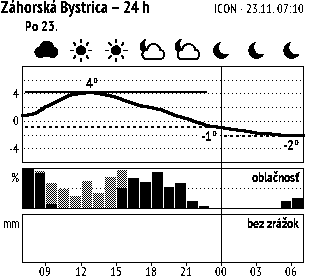 Záhorská Bystrica – 24 h ICON · 23.11. 07:10
Po 23.
4
0
-4
4°
-1°
-2°
% oblačnosť
mm bez zrážok
09 12 15 18 21 00 03 06